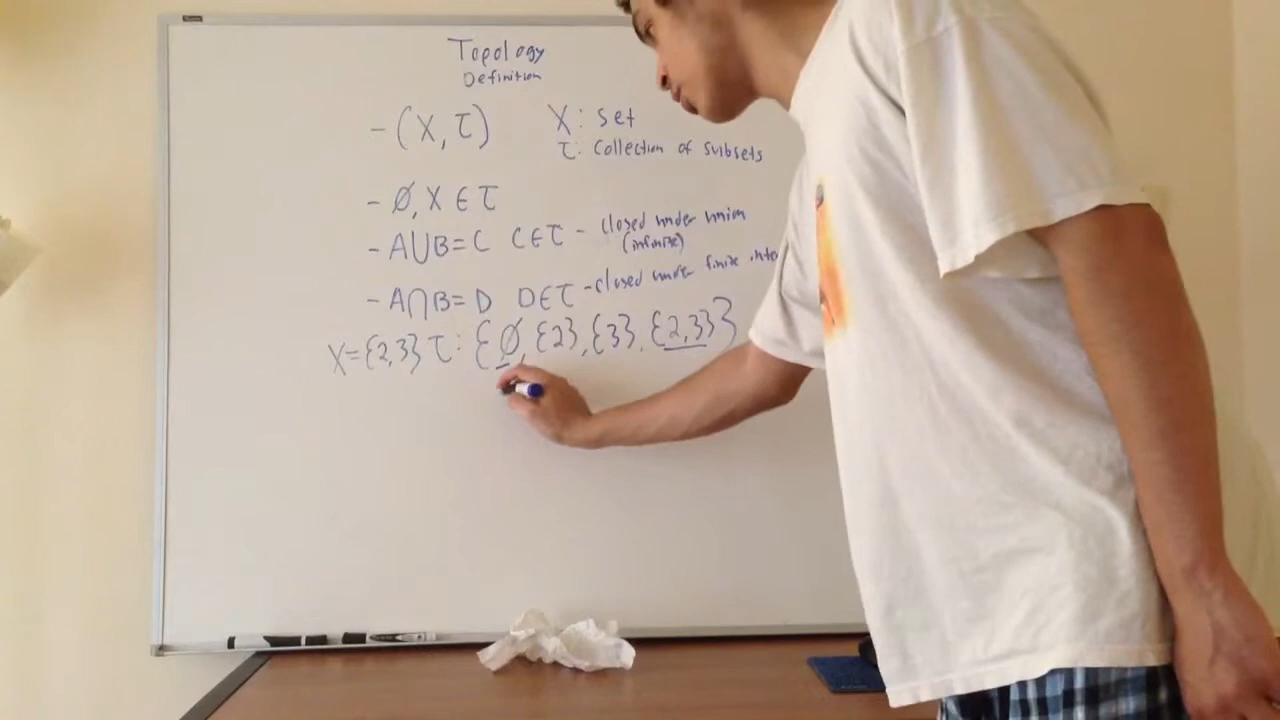 Topology
Definition
- (X, τ) X: set
τ: Collection of subsets
- ∅, X ∈ τ
- A∪B = C C∈τ - closed under union
(infinite)
- A∩B = D D∈τ - closed under finite inte
X = {2,3} τ: {∅, {2}, {3}, {2,3}}